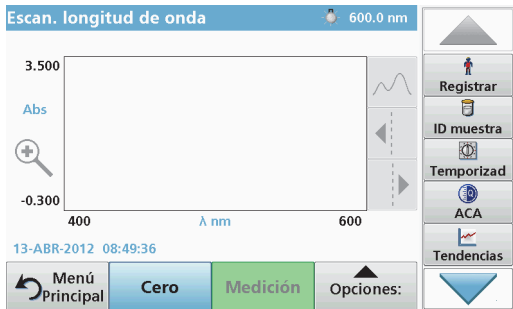 Escan. longitud de onda
600.0 nm
3.500
Abs
-0.300
400
λ nm
600
13-ABR-2012 08:49:36
Menú
Principal
Cero
Medición
Opciones:
Registrar
ID muestra
Temporizad
ACA
Tendencias